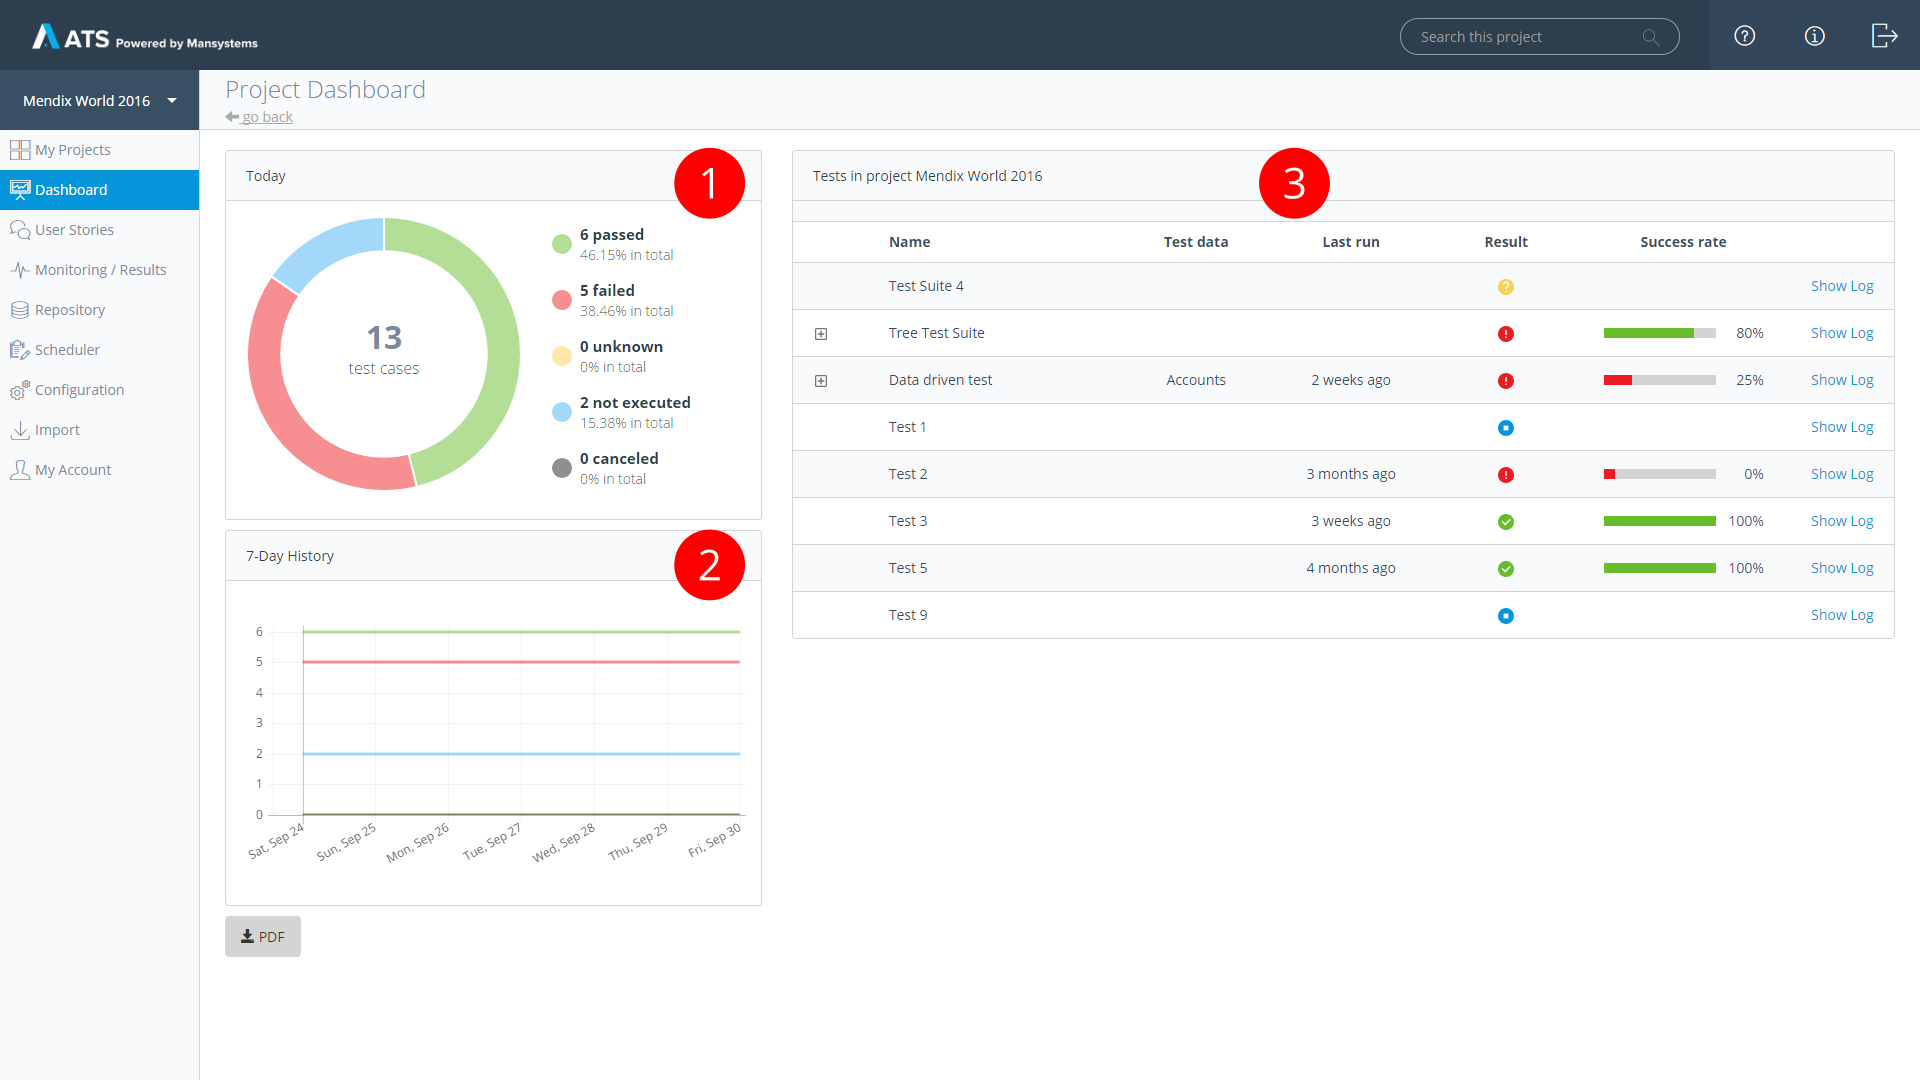 ATS Powered by Mansystems
Search this project
Mendix World 2016
Project Dashboard
go back
My Projects
Dashboard
User Stories
Monitoring / Results
Repository
Scheduler
Configuration
Import
My Account
Today
1
13
test cases
6 passed
46.15% in total
5 failed
38.46% in total
0 unknown
0% in total
2 not executed
15.38% in total
0 canceled
0% in total
7-Day History
2
6
5
4
3
2
1
0
Sat, Sep 24
Sun, Sep 25
Mon, Sep 26
Tue, Sep 27
Wed, Sep 28
Thu, Sep 29
Fri, Sep 30
PDF
Tests in project Mendix World 2016
3
Name Test data Last run Result Success rate
Test Suite 4 Show Log
Tree Test Suite 80% Show Log
Data driven test Accounts 2 weeks ago 25% Show Log
Test 1 Show Log
Test 2 3 months ago 0% Show Log
Test 3 3 weeks ago 100% Show Log
Test 5 4 months ago 100% Show Log
Test 9 Show Log